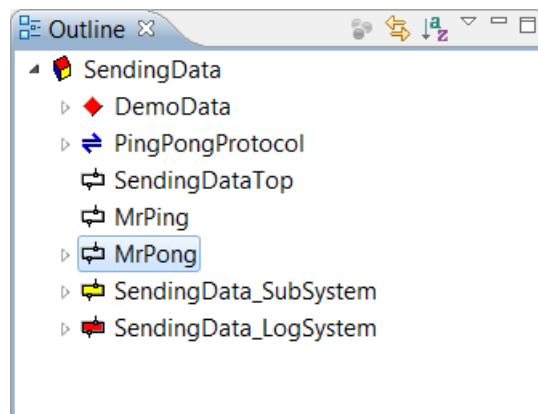 Outline
SendingData
DemoData
PingPongProtocol
SendingDataTop
MrPing
MrPong
SendingData_SubSystem
SendingData_LogSystem